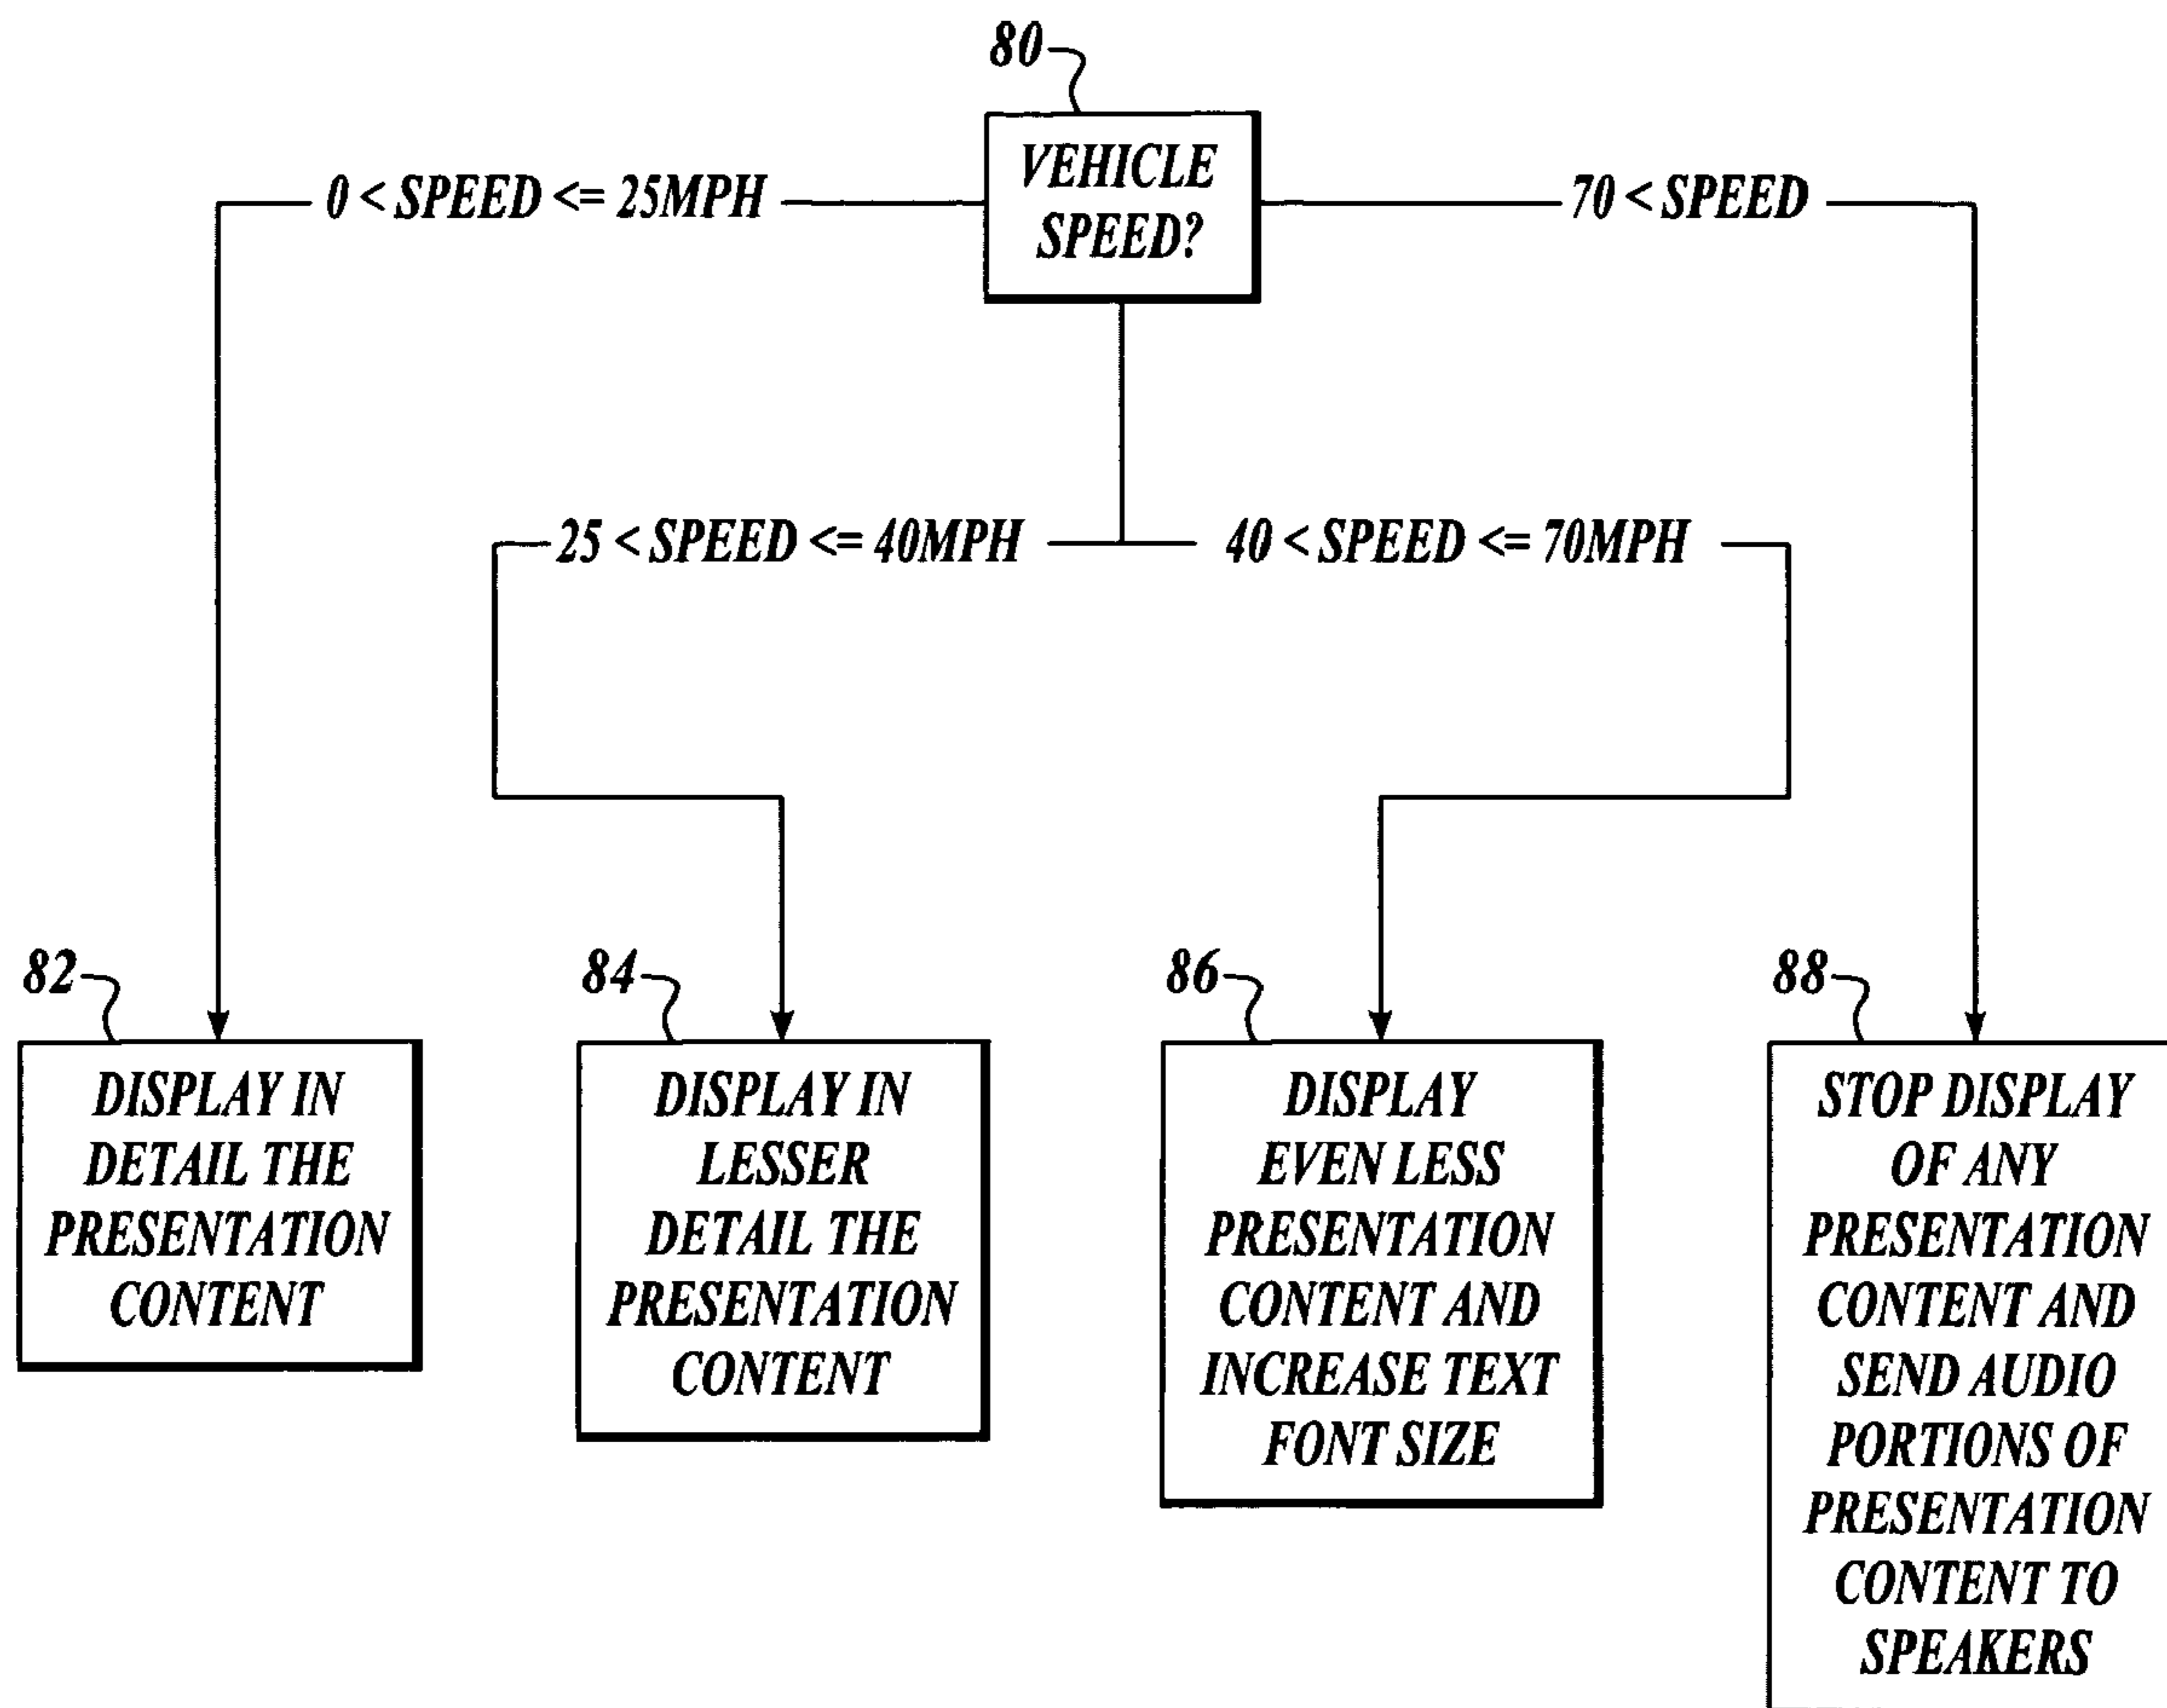 80
VEHICLE
SPEED?
0 < SPEED <= 25MPH
70 < SPEED
25 < SPEED <= 40MPH
40 < SPEED <= 70MPH
82
DISPLAY IN
DETAIL THE
PRESENTATION
CONTENT
84
DISPLAY IN
LESSER
DETAIL THE
PRESENTATION
CONTENT
86
DISPLAY
EVEN LESS
PRESENTATION
CONTENT AND
INCREASE TEXT
FONT SIZE
88
STOP DISPLAY
OF ANY
PRESENTATION
CONTENT AND
SEND AUDIO
PORTIONS OF
PRESENTATION
CONTENT TO
SPEAKERS